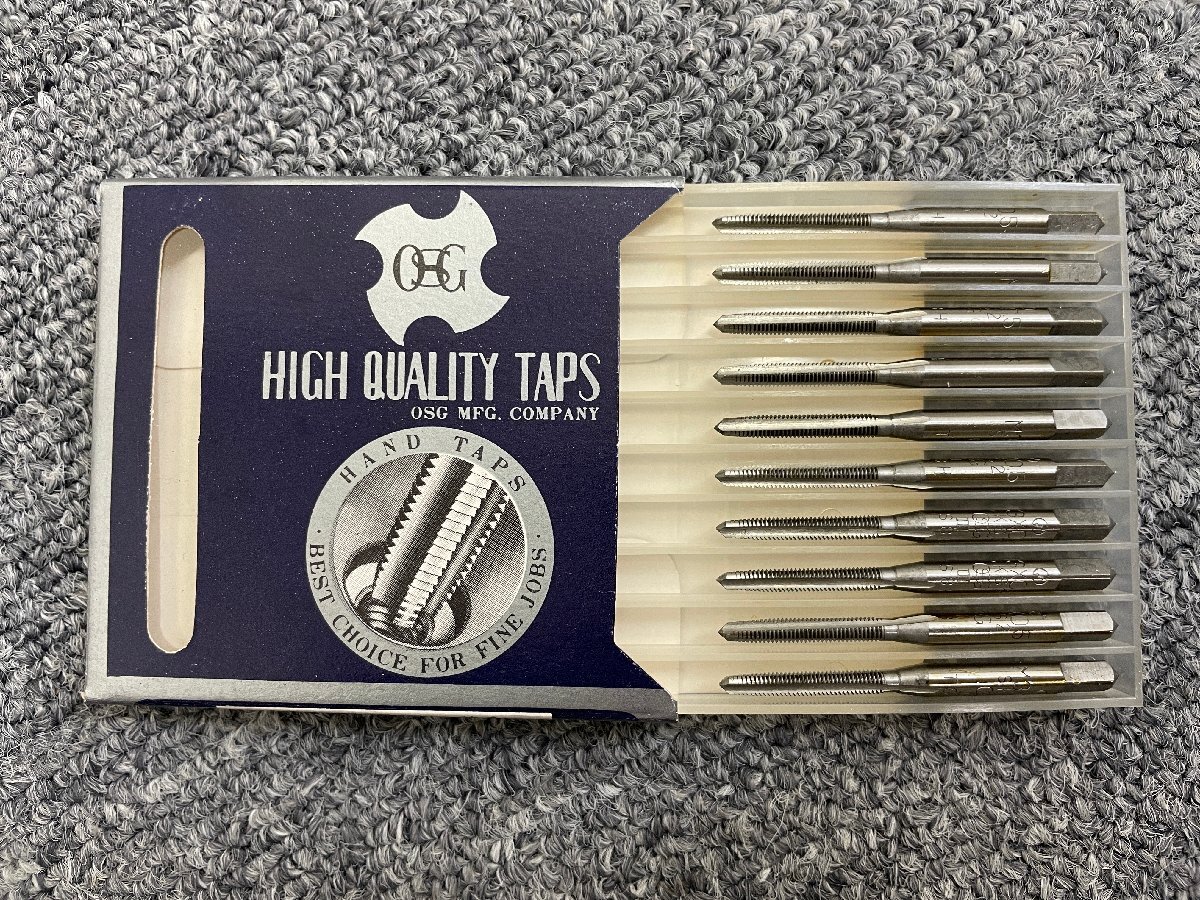 OSG
HIGH QUALITY TAPS
OSG MFG. COMPANY
HAND TAPS
· BEST CHOICE FOR FINE JOBS ·